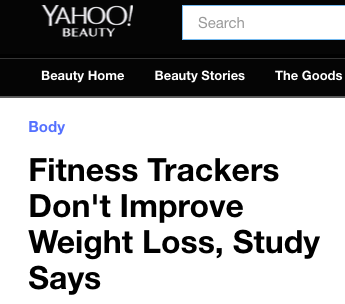 YAHOO!
BEAUTY
Search
Beauty Home
Beauty Stories
The Goods
Body
Fitness Trackers
Don't Improve
Weight Loss, Study
Says